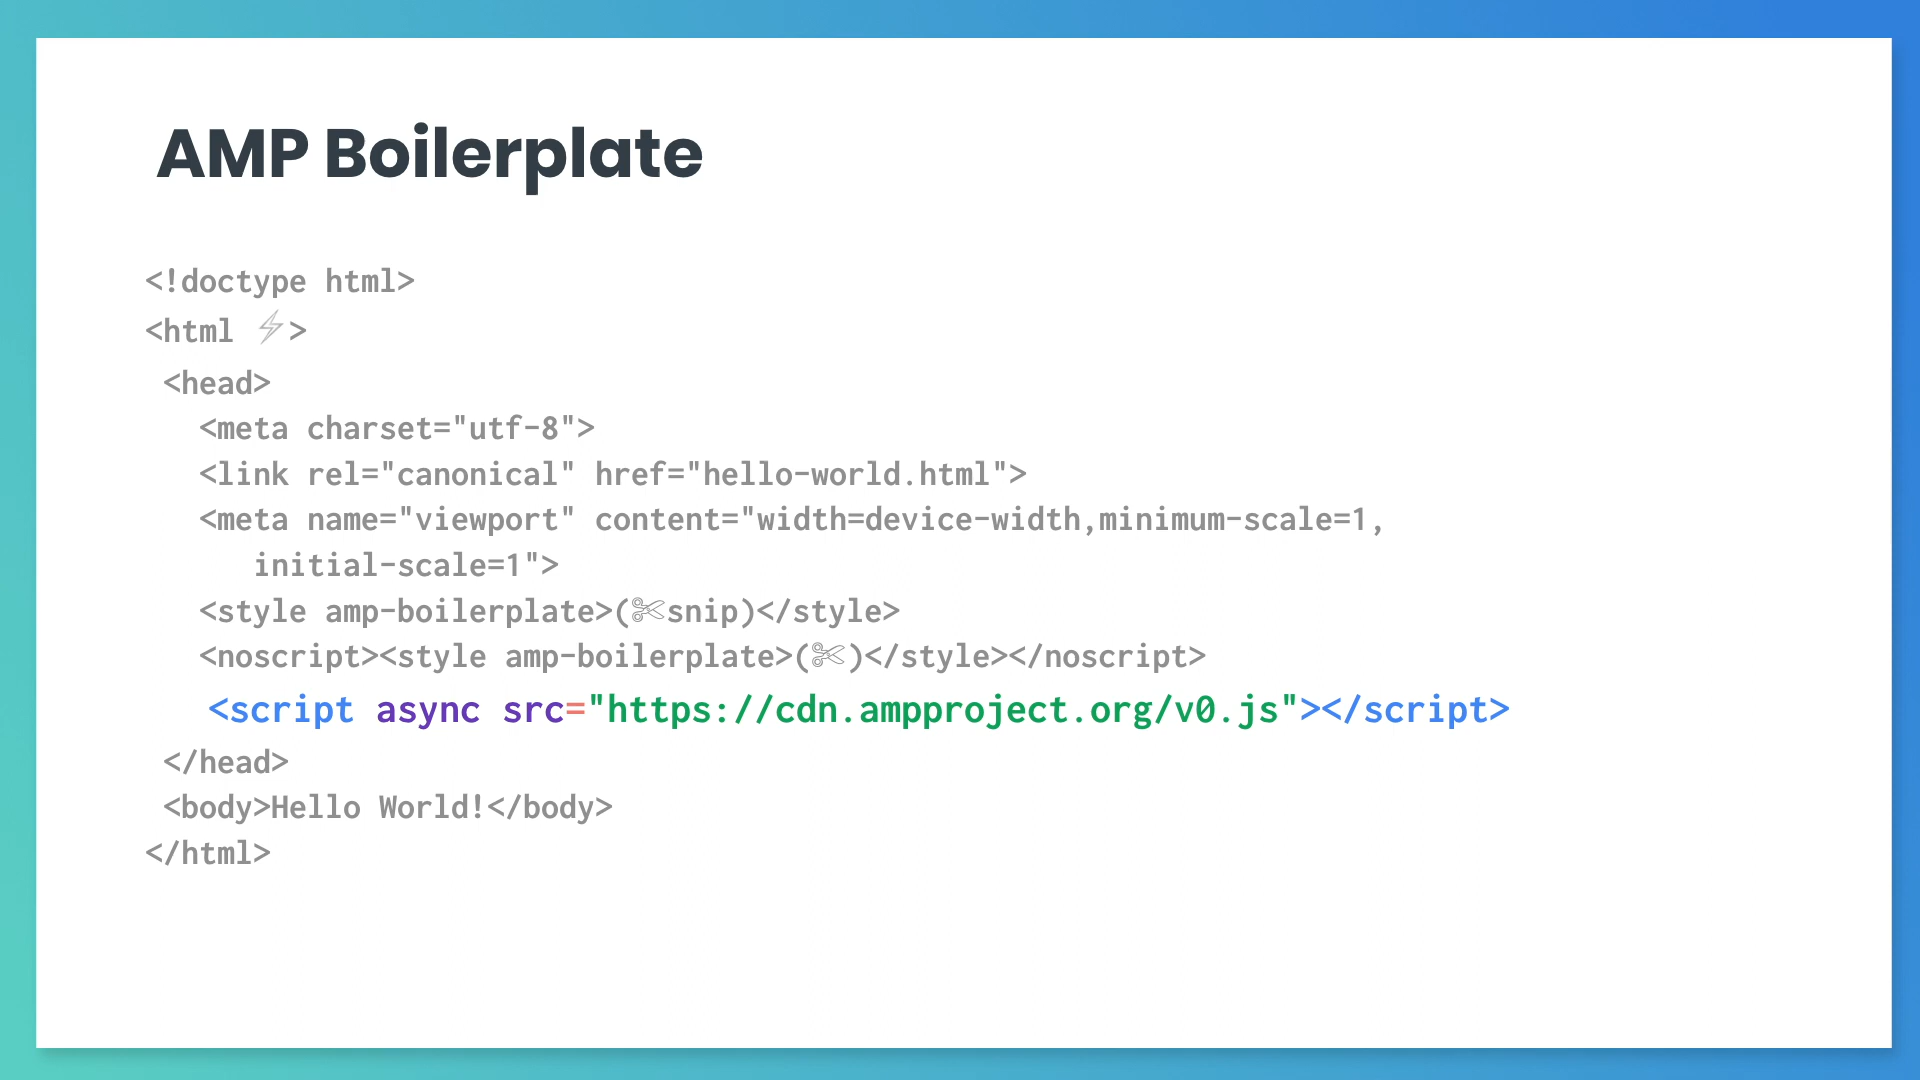 AMP Boilerplate
<!doctype html>
<html ⚡>
<head>
<meta charset="utf-8">
<link rel="canonical" href="hello-world.html">
<meta name="viewport" content="width=device-width,minimum-scale=1,
initial-scale=1">
<style amp-boilerplate>(✄snip)</style>
<noscript><style amp-boilerplate>(✄)</style></noscript>
<script async src="https://cdn.ampproject.org/v0.js"></script>
</head>
<body>Hello World!</body>
</html>